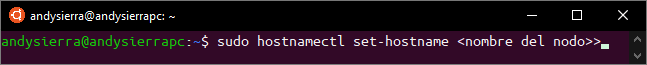 andysierra@andysierrapc: ~
andysierra@andysierrapc:~$ sudo hostnamectl set-hostname <nombre del nodo>>